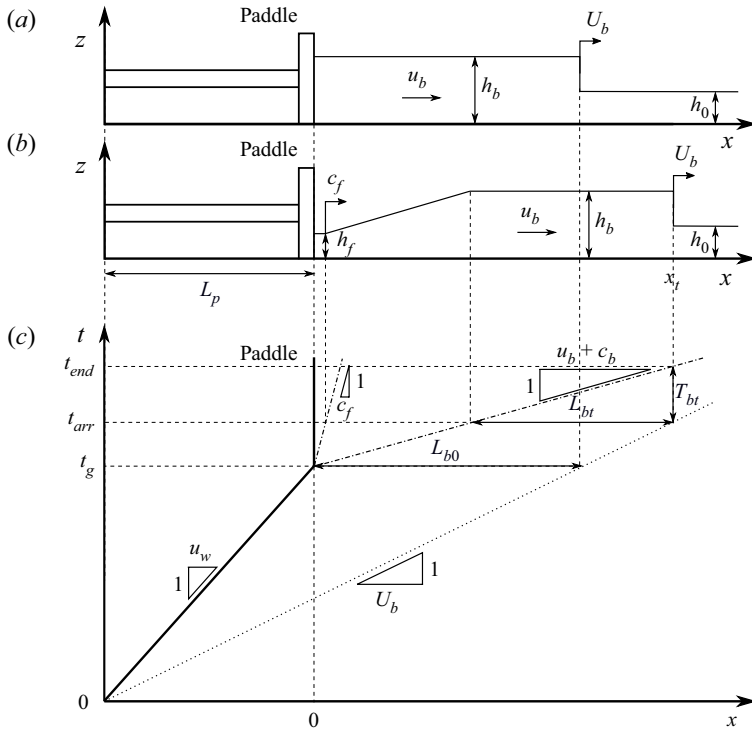 (a)
Paddle
z
U_b
u_b
h_b
h_0
x
(b)
Paddle
z
c_f
U_b
u_b
h_f
h_b
h_0
L_p
x_t
x
(c)
t
Paddle
t_end
u_b + c_b
1
1
c_f
T_bt
L_bt
t_arr
L_b0
t_g
u_w
1
1
U_b
0
0
x